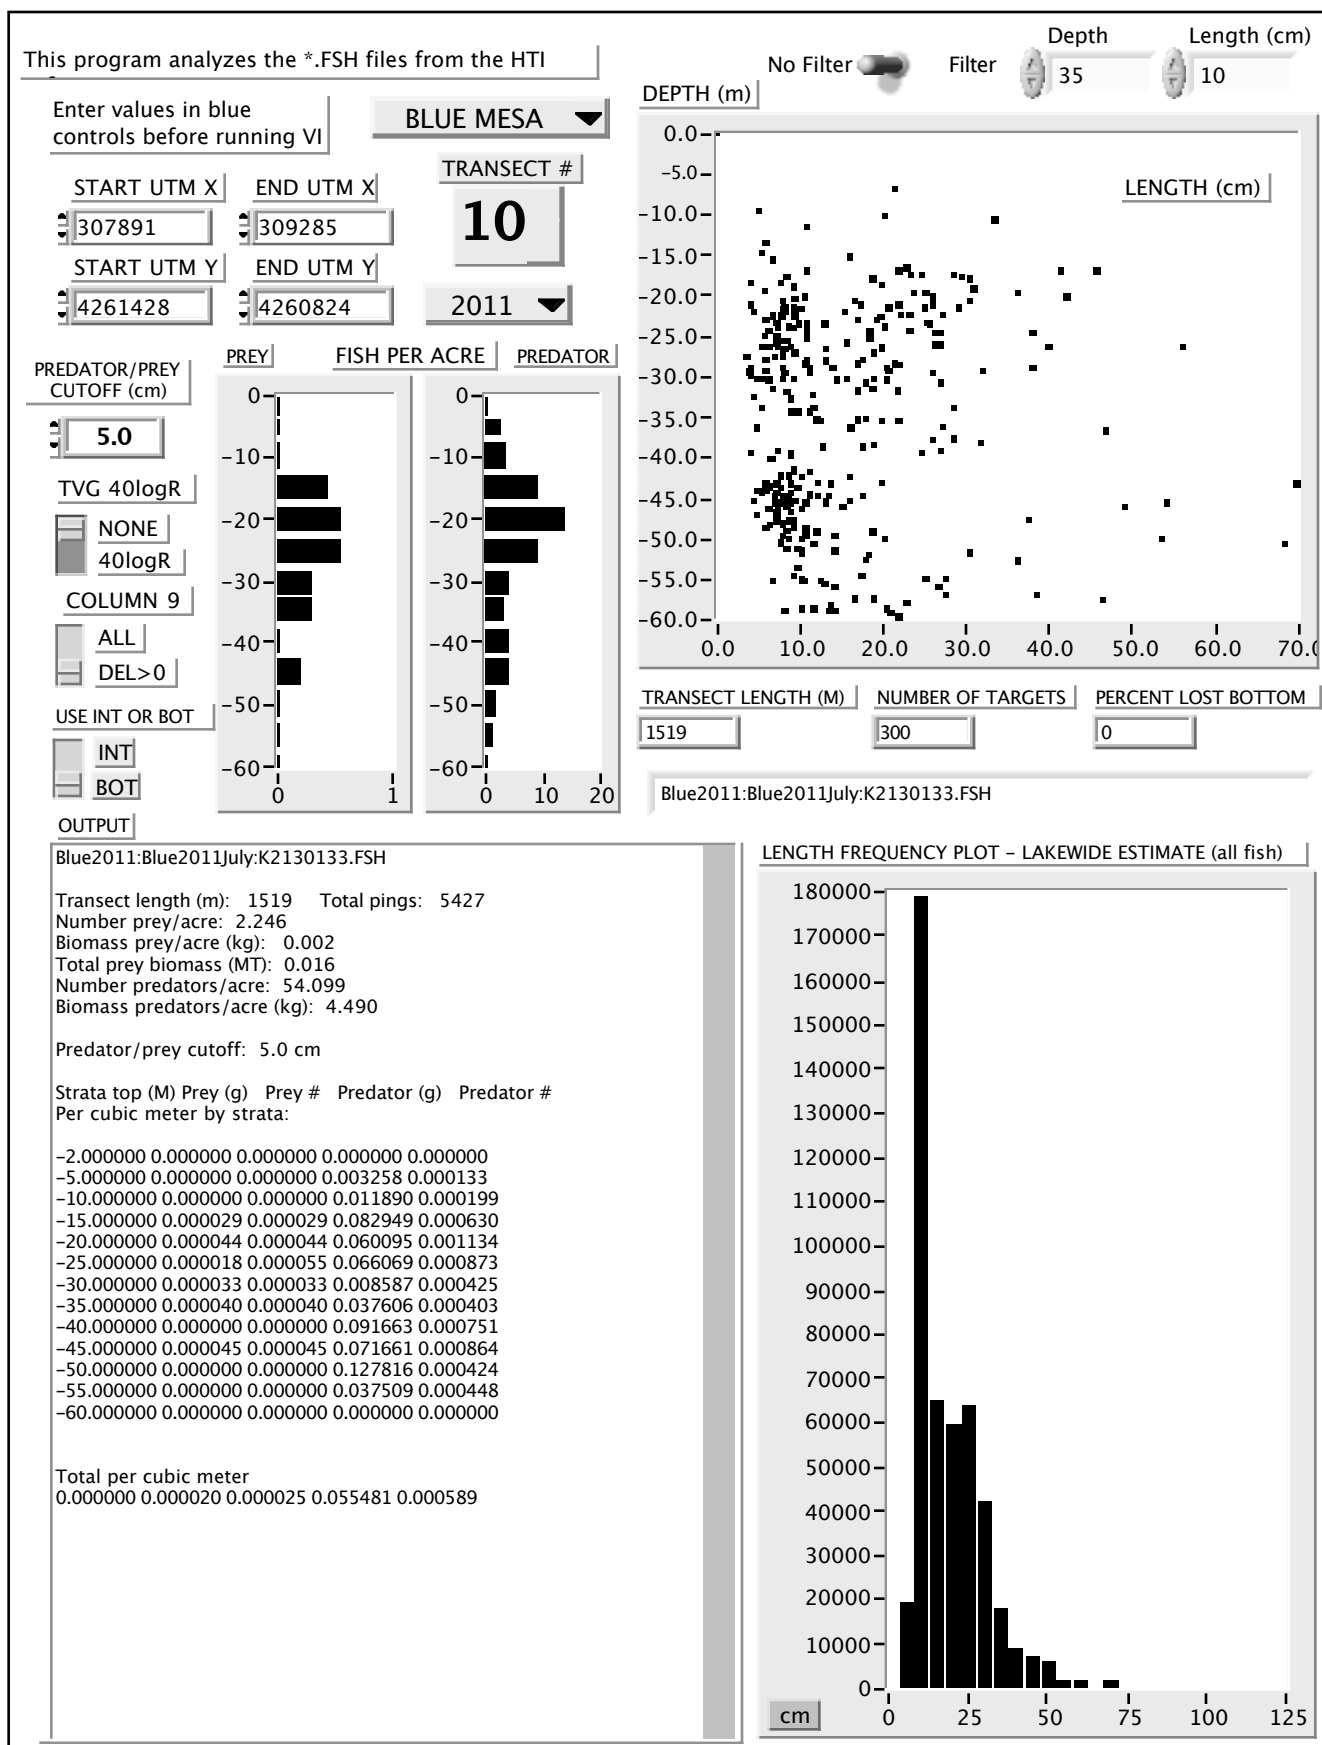 This program analyzes the *.FSH files from the HTI
No Filter
Filter
Depth
35
Length (cm)
10
Enter values in blue
controls before running VI
BLUE MESA
TRANSECT #
10
START UTM X
307891
END UTM X
309285
START UTM Y
4261428
END UTM Y
4260824
2011
DEPTH (m)
LENGTH (cm)
0.0
-5.0
-10.0
-15.0
-20.0
-25.0
-30.0
-35.0
-40.0
-45.0
-50.0
-55.0
-60.0
0.0 10.0 20.0 30.0 40.0 50.0 60.0 70.0
PREDATOR/PREY
CUTOFF (cm)
5.0
TVG 40logR
NONE
40logR
COLUMN 9
ALL
DEL>0
USE INT OR BOT
INT
BOT
PREY
FISH PER ACRE
PREDATOR
0
-10
-20
-30
-40
-50
-60
0 1
0
-10
-20
-30
-40
-50
-60
0 10 20
TRANSECT LENGTH (M)
1519
NUMBER OF TARGETS
300
PERCENT LOST BOTTOM
0
Blue2011:Blue2011July:K2130133.FSH
OUTPUT
Blue2011:Blue2011July:K2130133.FSH
Transect length (m): 1519 Total pings: 5427
Number prey/acre: 2.246
Biomass prey/acre (kg): 0.002
Total prey biomass (MT): 0.016
Number predators/acre: 54.099
Biomass predators/acre (kg): 4.490
Predator/prey cutoff: 5.0 cm
Strata top (M) Prey (g) Prey # Predator (g) Predator #
Per cubic meter by strata:
-2.000000 0.000000 0.000000 0.000000 0.000000
-5.000000 0.000000 0.000000 0.003258 0.000133
-10.000000 0.000000 0.000000 0.011890 0.000199
-15.000000 0.000029 0.000029 0.082949 0.000630
-20.000000 0.000044 0.000044 0.060095 0.001134
-25.000000 0.000018 0.000055 0.066069 0.000873
-30.000000 0.000033 0.000033 0.008587 0.000425
-35.000000 0.000040 0.000040 0.037606 0.000403
-40.000000 0.000000 0.000000 0.091663 0.000751
-45.000000 0.000045 0.000045 0.071661 0.000864
-50.000000 0.000000 0.000000 0.127816 0.000424
-55.000000 0.000000 0.000000 0.037509 0.000448
-60.000000 0.000000 0.000000 0.000000 0.000000
Total per cubic meter
0.000000 0.000020 0.000025 0.055481 0.000589
LENGTH FREQUENCY PLOT - LAKEWIDE ESTIMATE (all fish)
180000
170000
160000
150000
140000
130000
120000
110000
100000
90000
80000
70000
60000
50000
40000
30000
20000
10000
0
cm
0 25 50 75 100 125